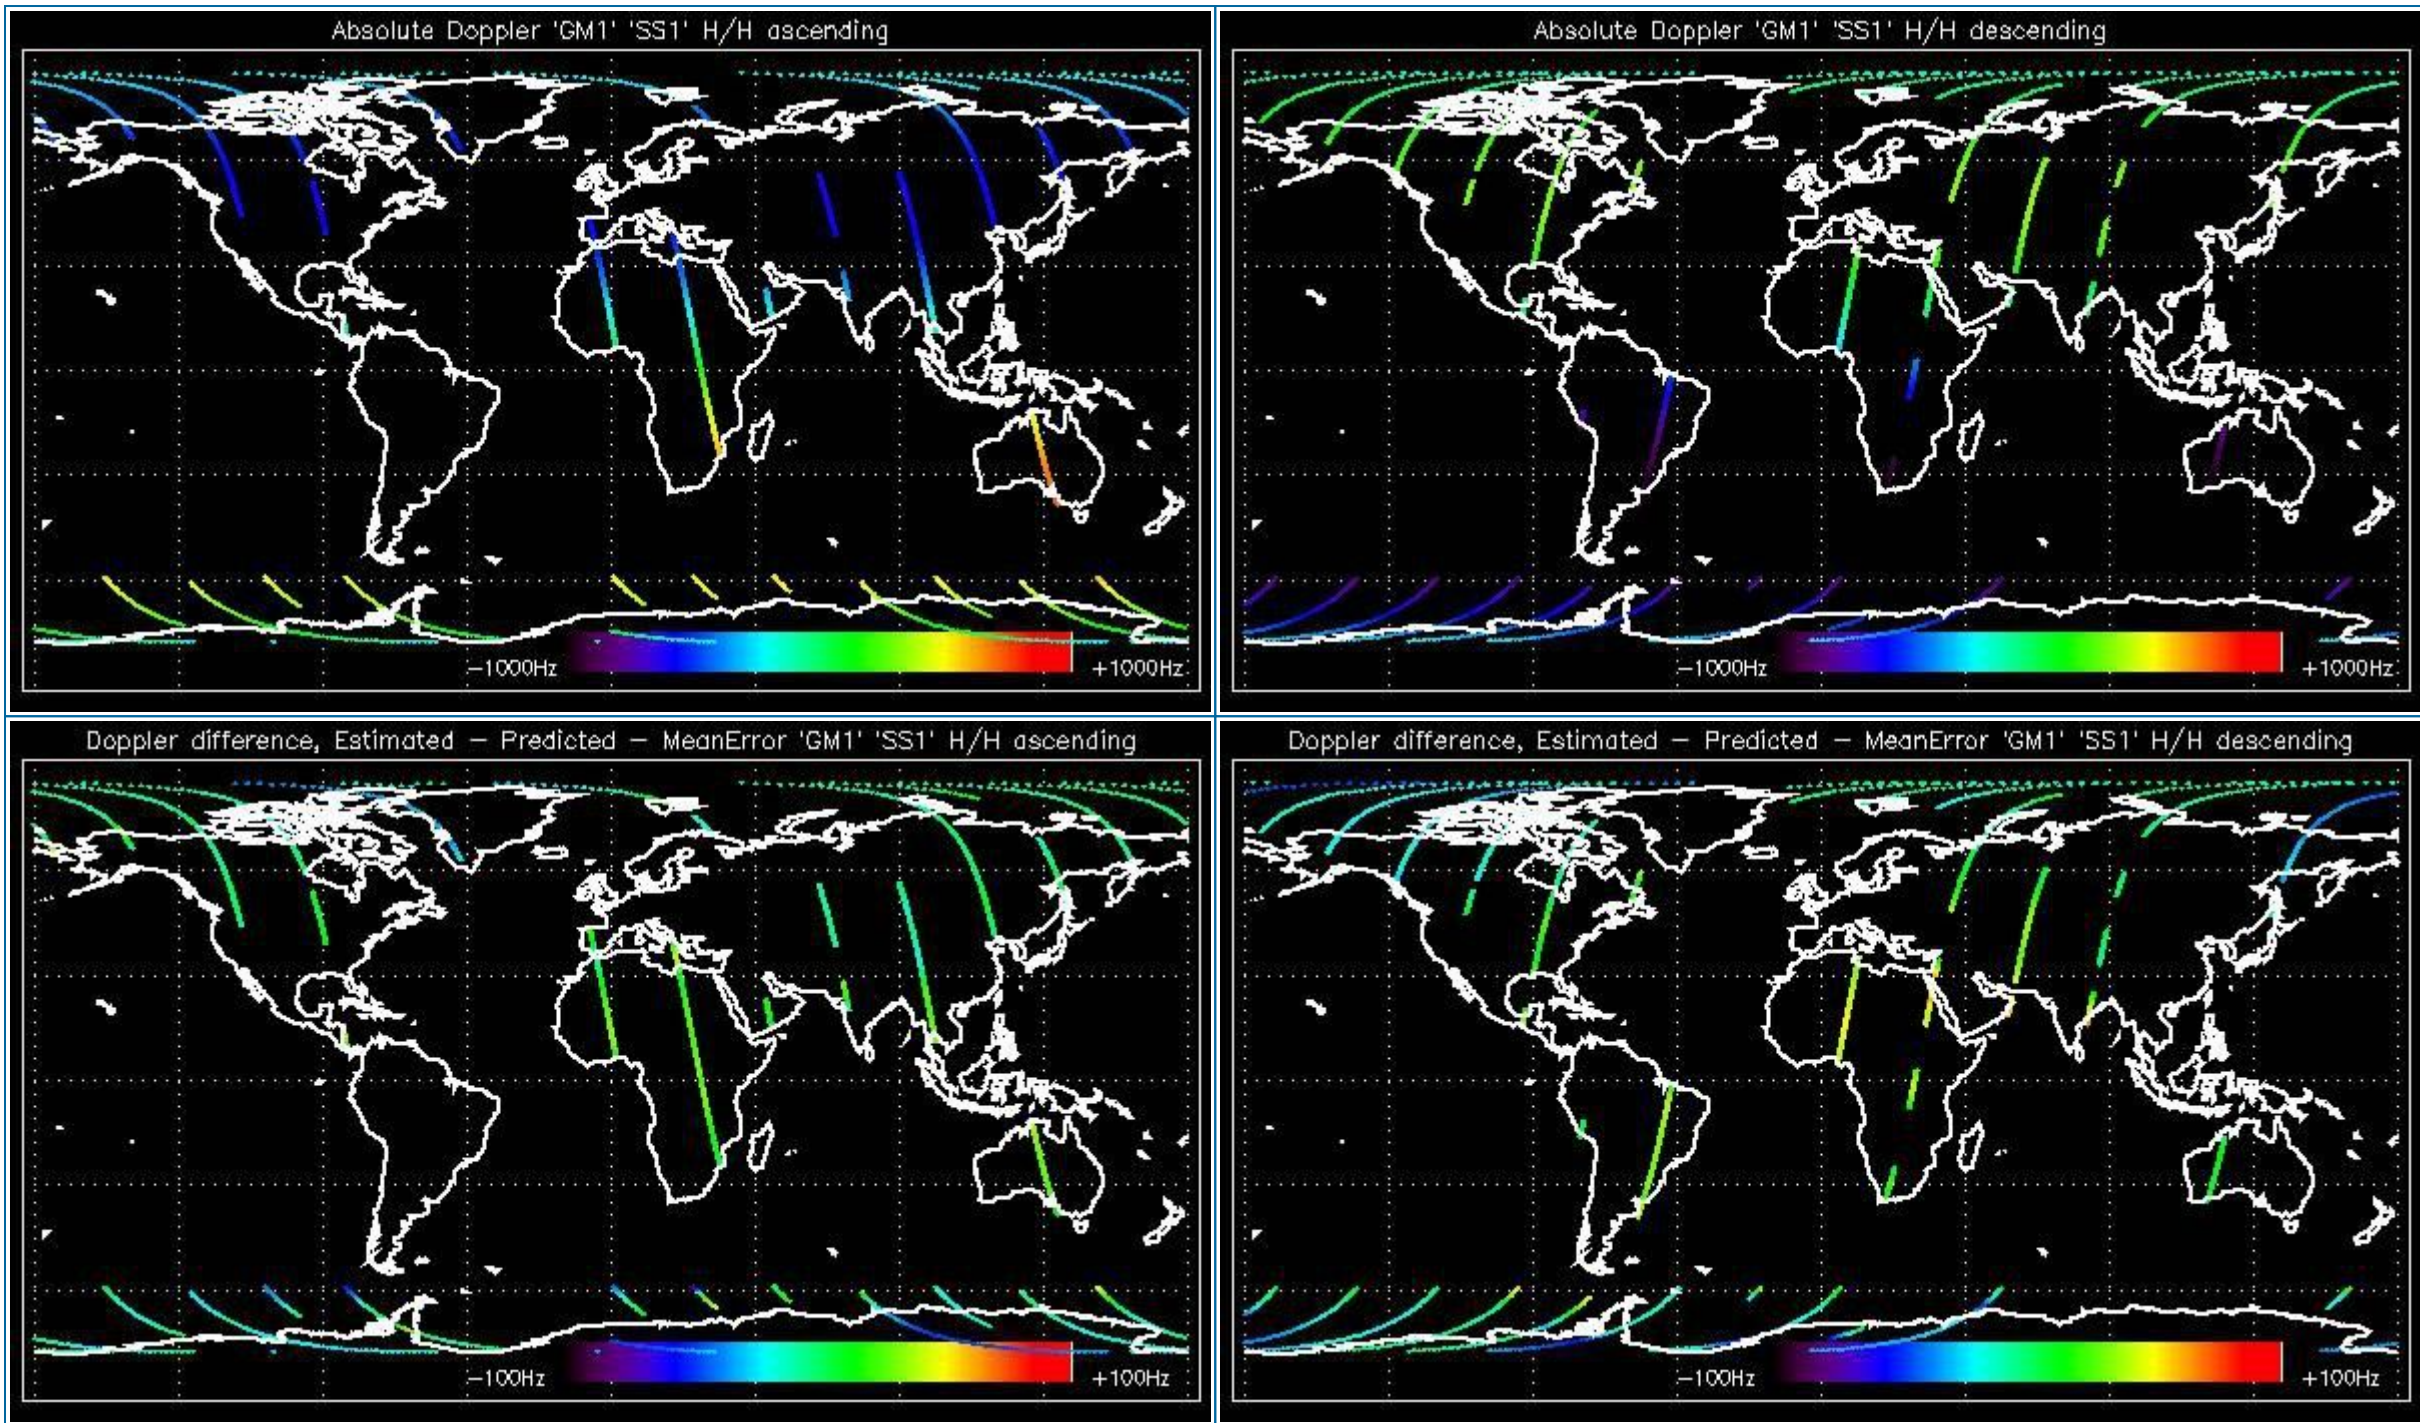 Absolute Doppler 'GM1' 'SS1' H/H ascending
−1000Hz
+1000Hz
Absolute Doppler 'GM1' 'SS1' H/H descending
−1000Hz
+1000Hz
Doppler difference, Estimated − Predicted − MeanError 'GM1' 'SS1' H/H ascending
−100Hz
+100Hz
Doppler difference, Estimated − Predicted − MeanError 'GM1' 'SS1' H/H descending
−100Hz
+100Hz